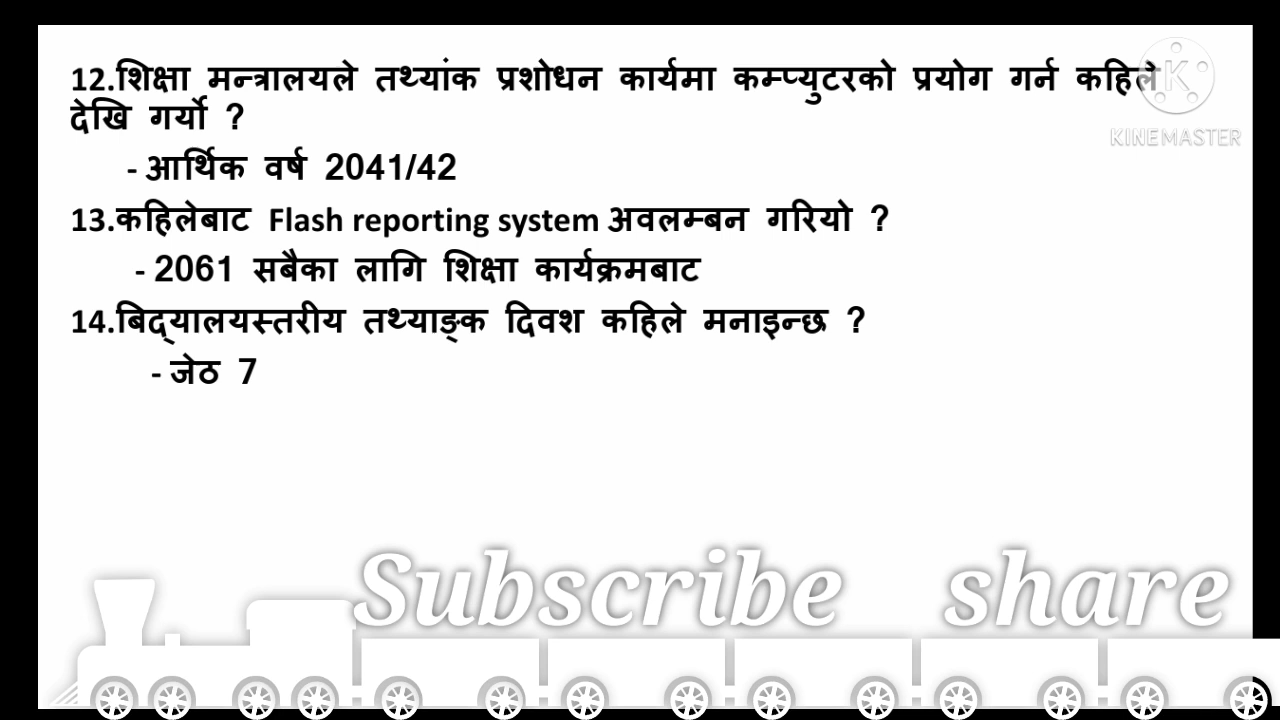 12.शिक्षा मन्त्रालयले तथ्यांक प्रशोधन कार्यमा कम्प्युटरको प्रयोग गर्न कहिले
देखि गर्यो ?
- आर्थिक वर्ष 2041/42
13.कहिलेबाट Flash reporting system अवलम्बन गरियो ?
- 2061 सबैका लागि शिक्षा कार्यक्रमबाट
14.बिद्यालयस्तरीय तथ्याङ्क दिवश कहिले मनाइन्छ ?
- जेठ 7
K
KINEMASTER
Subscribe share